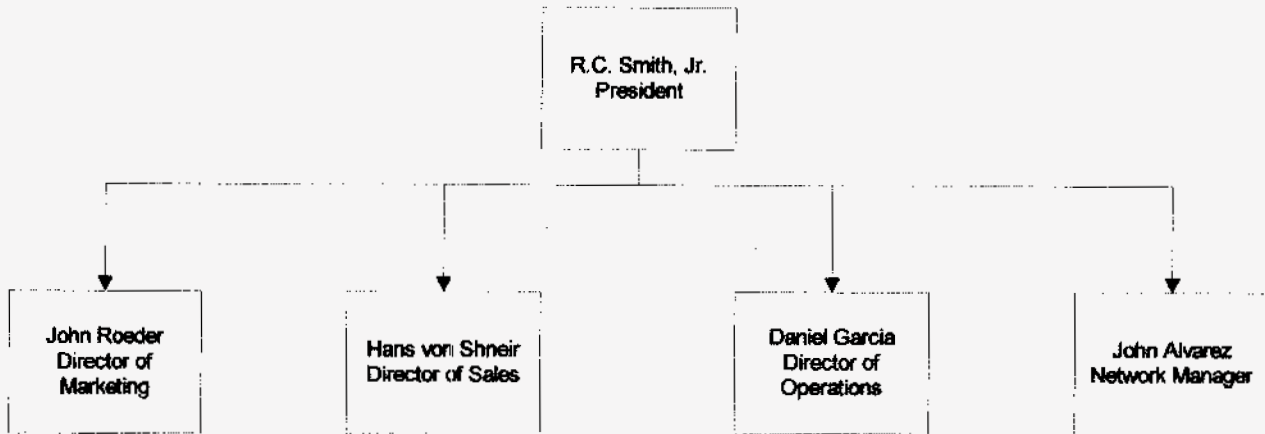 R.C. Smith, Jr.
President
John Roeder
Director of
Marketing
Hans von Shneir
Director of Sales
Daniel Garcia
Director of
Operations
John Alvarez
Network Manager